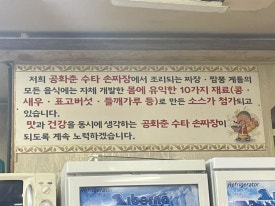 저희 공화춘 수타 손짜장에서 조리되는 짜장·짬뽕 게틀의
모든 음식에는 자체 개발한 몸에 유익한 10가지 재료(콩·
새우·표고버섯·들깨가루 등)로 만든 소스가 첨가되고
있습니다.
맛과 건강을 동시에 생각하는 공화춘 수타 손짜장이
되도록 계속 노력하겠습니다.
Refrigerator
Refrigerator